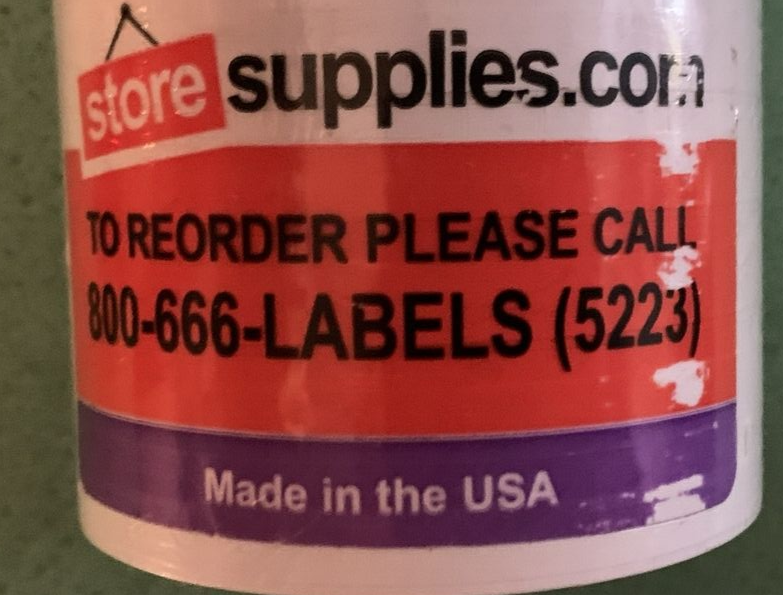 store supplies.com
TO REORDER PLEASE CALL
800-666-LABELS (5223)
Made in the USA